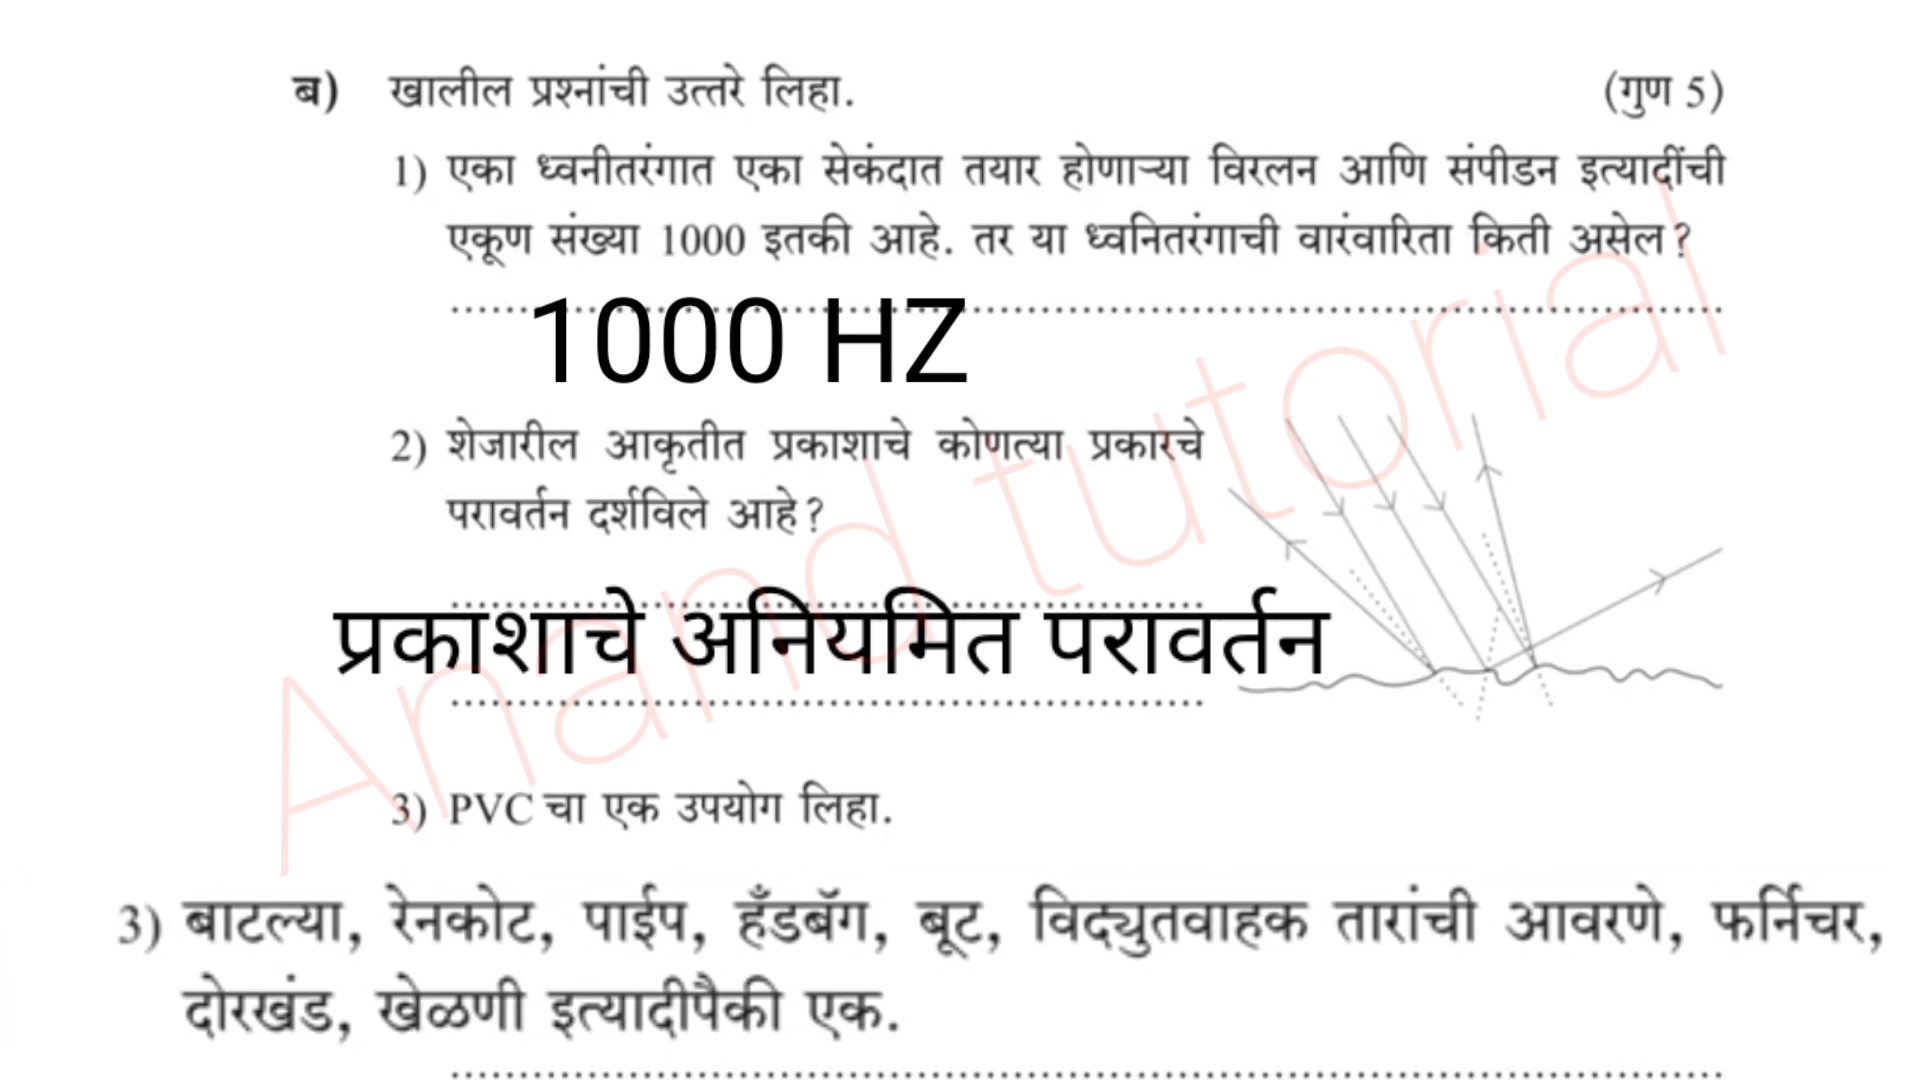 ब) खालील प्रश्नांची उत्तरे लिहा. (गुण 5)
1) एका ध्वनीतरंगात एका सेकंदात तयार होणाऱ्या विरलन आणि संपीडन इत्यादींची
एकूण संख्या 1000 इतकी आहे. तर या ध्वनितरंगाची वारंवारिता किती असेल?
1000 HZ
2) शेजारील आकृतीत प्रकाशाचे कोणत्या प्रकारचे
परावर्तन दर्शविले आहे?
प्रकाशाचे अनियमित परावर्तन
3) PVC चा एक उपयोग लिहा.
3) बाटल्या, रेनकोट, पाईप, हँडबॅग, बूट, विद्युतवाहक तारांची आवरणे, फर्निचर,
दोरखंड, खेळणी इत्यादीपैकी एक.
Anand tutorial